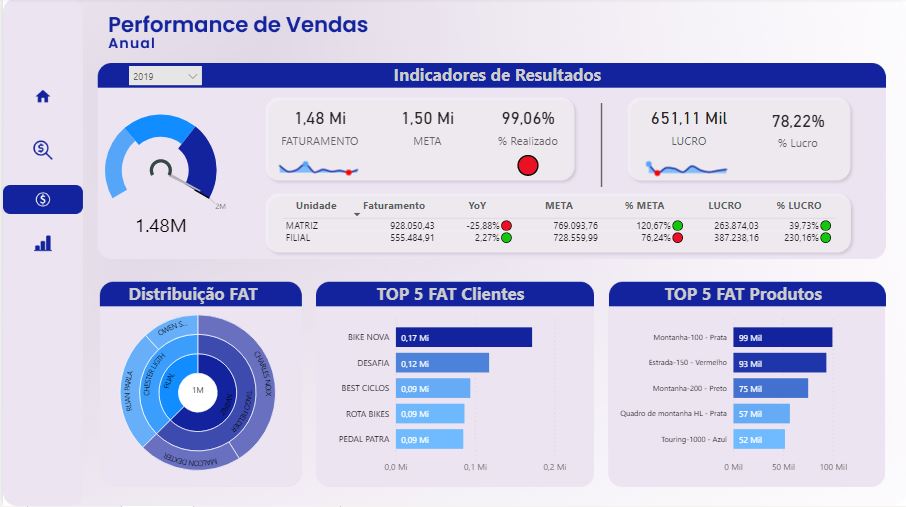 Performance de Vendas
Anual
2019
Indicadores de Resultados
1,48 Mi
FATURAMENTO
1,50 Mi
META
99,06%
% Realizado
651,11 Mil
LUCRO
78,22%
% Lucro
2M
1.48M
Unidade Faturamento YoY META % META LUCRO % LUCRO
MATRIZ 928.050,43 -25,88% 769.093,76 120,67% 263.874,03 39,73%
FILIAL 555.484,91 2,27% 728.559,99 76,24% 387.238,16 230,16%
Distribuição FAT
OWEN S...
RUAN PARLA
CHESTER LIGTH
FILIAL
1M
CHARLES NOIX
MALCON DEXTER
TOP 5 FAT Clientes
BIKE NOVA 0,17 Mi
DESAFIA 0,12 Mi
BEST CICLOS 0,09 Mi
ROTA BIKES 0,09 Mi
PEDAL PATRA 0,09 Mi
0,0 Mi 0,1 Mi 0,2 Mi
TOP 5 FAT Produtos
Montanha-100 - Prata 99 Mil
Estrada-150 - Vermelho 93 Mil
Montanha-200 - Preto 75 Mil
Quadro de montanha HL - Prata 57 Mil
Touring-1000 - Azul 52 Mil
0 Mil 50 Mil 100 Mil